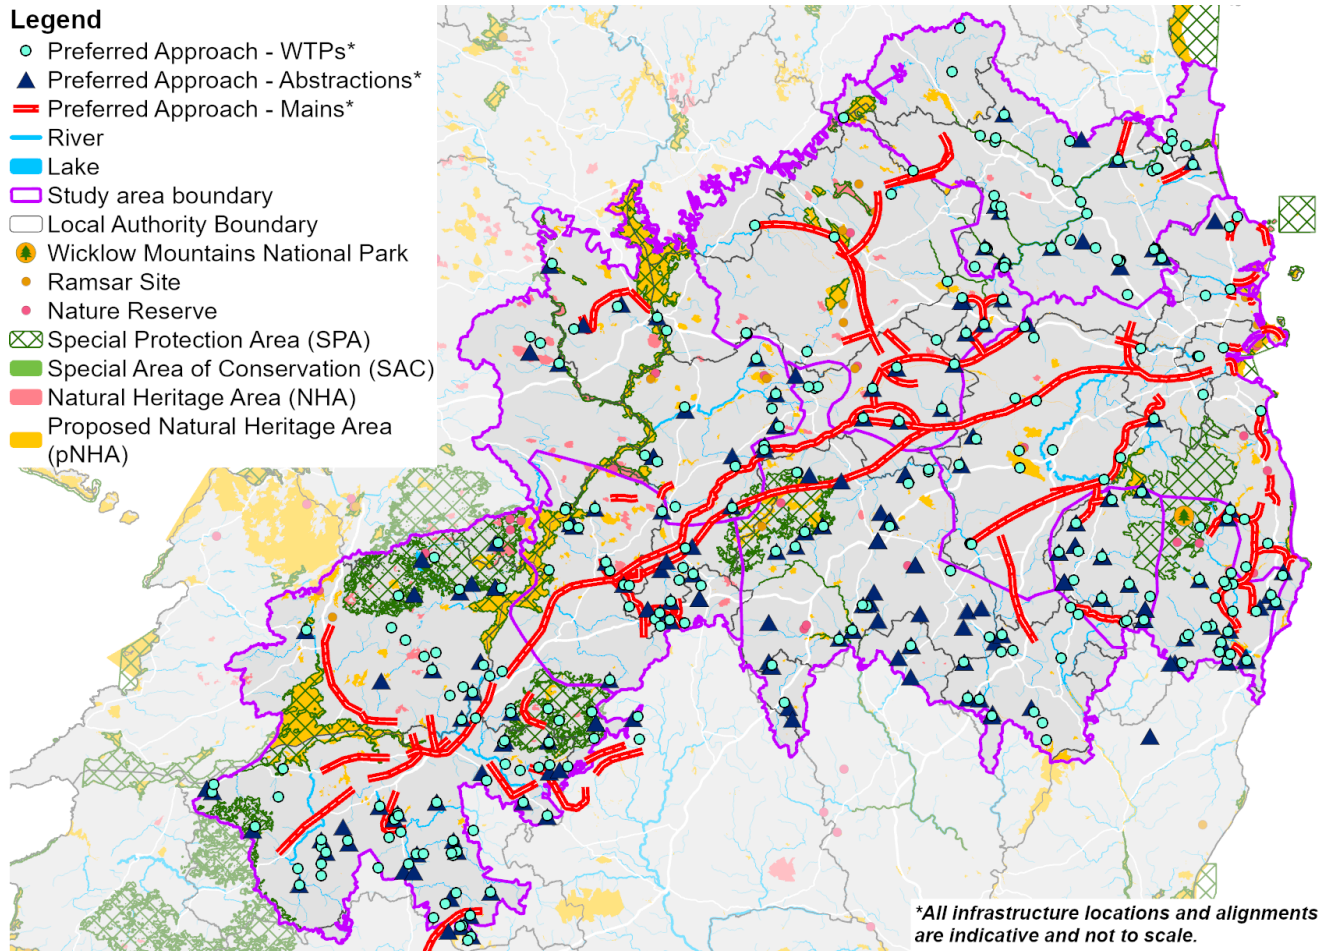 Legend
Preferred Approach - WTPs*
Preferred Approach - Abstractions*
Preferred Approach - Mains*
River
Lake
Study area boundary
Local Authority Boundary
Wicklow Mountains National Park
Ramsar Site
Nature Reserve
Special Protection Area (SPA)
Special Area of Conservation (SAC)
Natural Heritage Area (NHA)
Proposed Natural Heritage Area
(pNHA)
*All infrastructure locations and alignments
are indicative and not to scale.